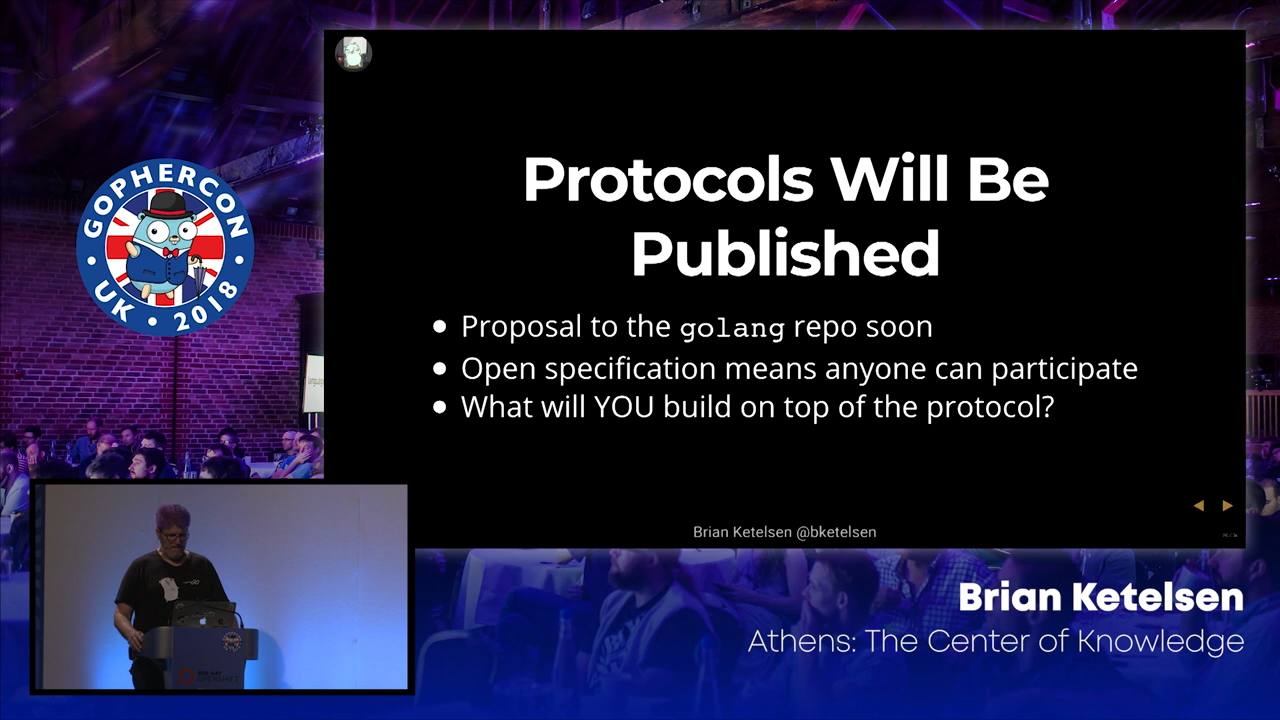 GOPHERCON
UK • 2018
Protocols Will Be
Published
• Proposal to the golang repo soon
• Open specification means anyone can participate
• What will YOU build on top of the protocol?
Brian Ketelsen @bketelsen
Brian Ketelsen
Athens: The Center of Knowledge